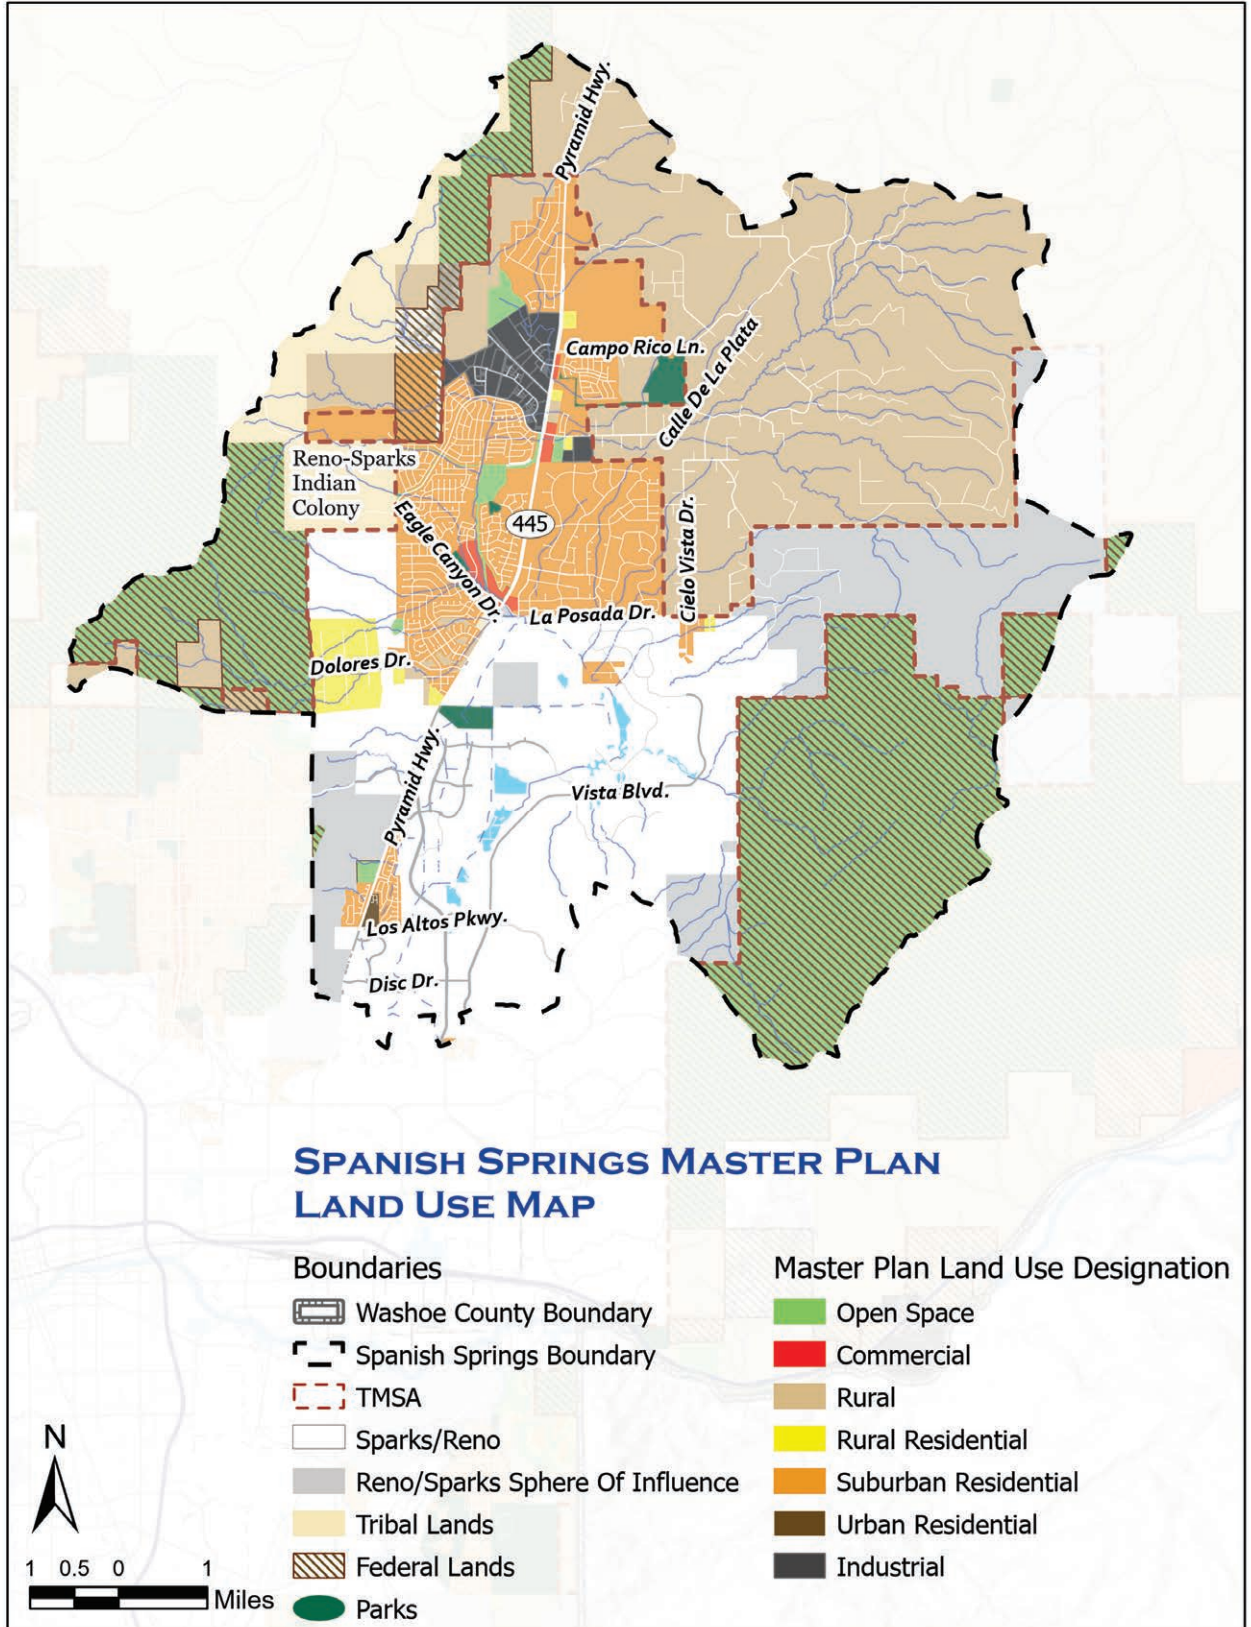 Pyramid Hwy.
Campo Rico Ln.
Calle De La Plata
Reno-Sparks
Indian
Colony
Eagle Canyon Dr.
445
Cielo Vista Dr.
La Posada Dr.
Dolores Dr.
Pyramid Hwy.
Vista Blvd.
Los Altos Pkwy.
Disc Dr.
SPANISH SPRINGS MASTER PLAN
LAND USE MAP
Boundaries
Washoe County Boundary
Spanish Springs Boundary
TMSA
Sparks/Reno
Reno/Sparks Sphere Of Influence
Tribal Lands
Federal Lands
Parks
Master Plan Land Use Designation
Open Space
Commercial
Rural
Rural Residential
Suburban Residential
Urban Residential
Industrial
N
1 0.5 0 1
Miles